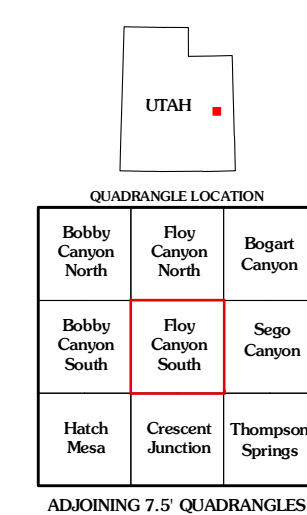 UTAH
QUADRANGLE LOCATION
Bobby
Canyon
North
Floy
Canyon
North
Bogart
Canyon
Bobby
Canyon
South
Floy
Canyon
South
Sego
Canyon
Hatch
Mesa
Crescent
Junction
Thompson
Springs
ADJOINING 7.5' QUADRANGLES